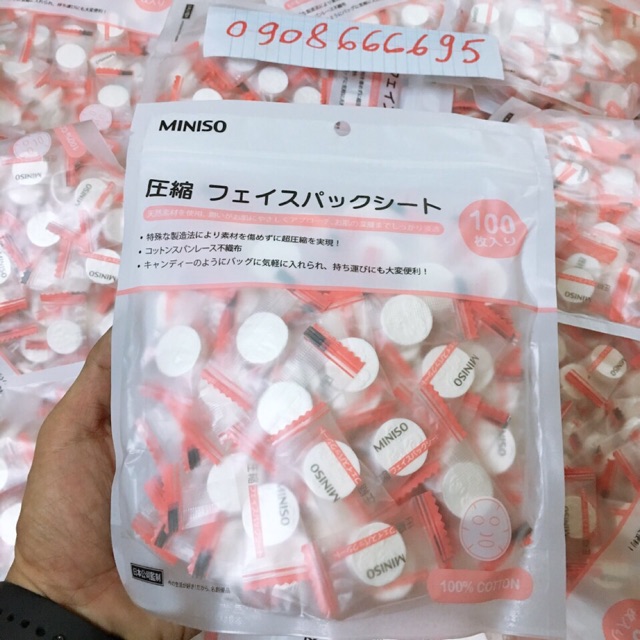 0908666695
MINISO
圧縮 フェイスパックシート
100
枚入り
・特殊な製造法により素材を傷めずに超圧縮を実現！
・コットンスパンレース不織布
・キャンディーのようにバッグに気軽に入れられ、持ち運びにも大変便利！
MINISO
MINISO
MINISO
MINISO
MINISO
100% COTTON